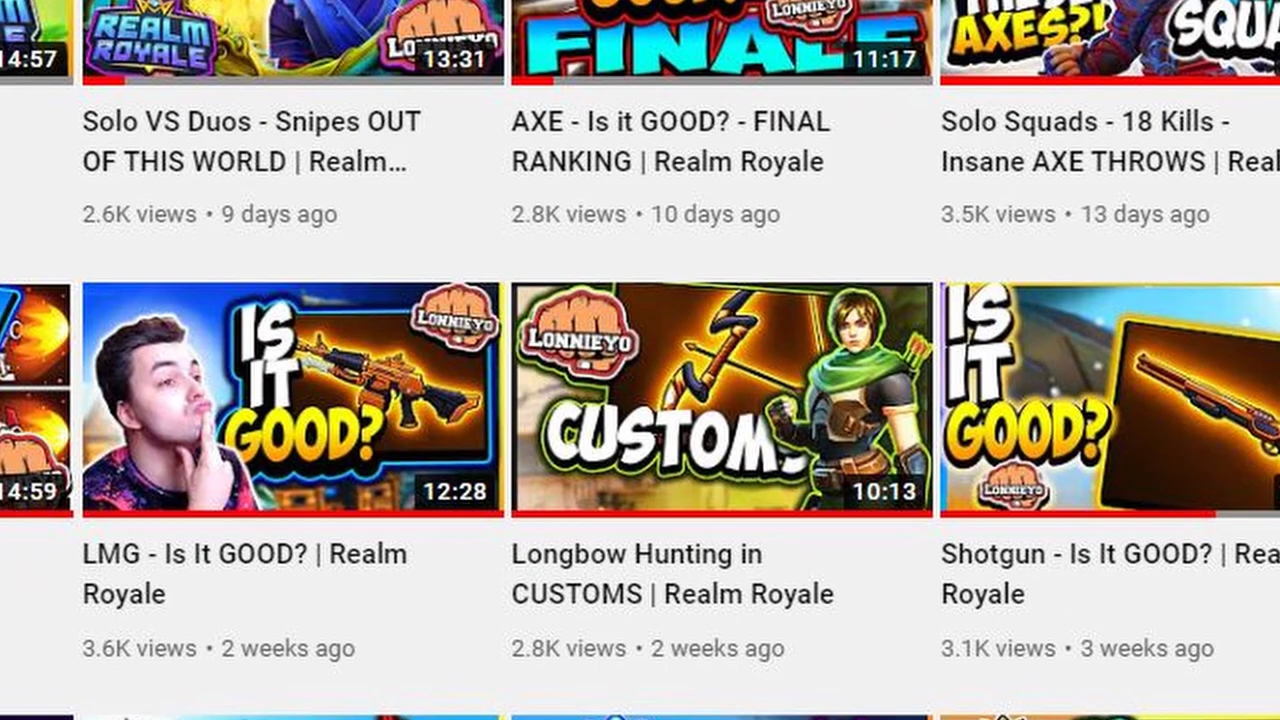 14:57
REALM
ROYALE
LONNIEYO
13:31
LONNIEYO
FINAL
11:17
AXES?!
SQUA
Solo VS Duos - Snipes OUT
OF THIS WORLD | Realm...
2.6K views • 9 days ago
AXE - Is it GOOD? - FINAL
RANKING | Realm Royale
2.8K views • 10 days ago
Solo Squads - 18 Kills -
Insane AXE THROWS | Real
3.5K views • 13 days ago
14:59
IS
IT
GOOD?
LONNIEYO
12:28
LONNIEYO
CUSTOMS
10:13
IS
IT
GOOD?
LONNIEYO
LMG - Is It GOOD? | Realm
Royale
3.6K views • 2 weeks ago
Longbow Hunting in
CUSTOMS | Realm Royale
2.8K views • 2 weeks ago
Shotgun - Is It GOOD? | Rea
Royale
3.1K views • 3 weeks ago